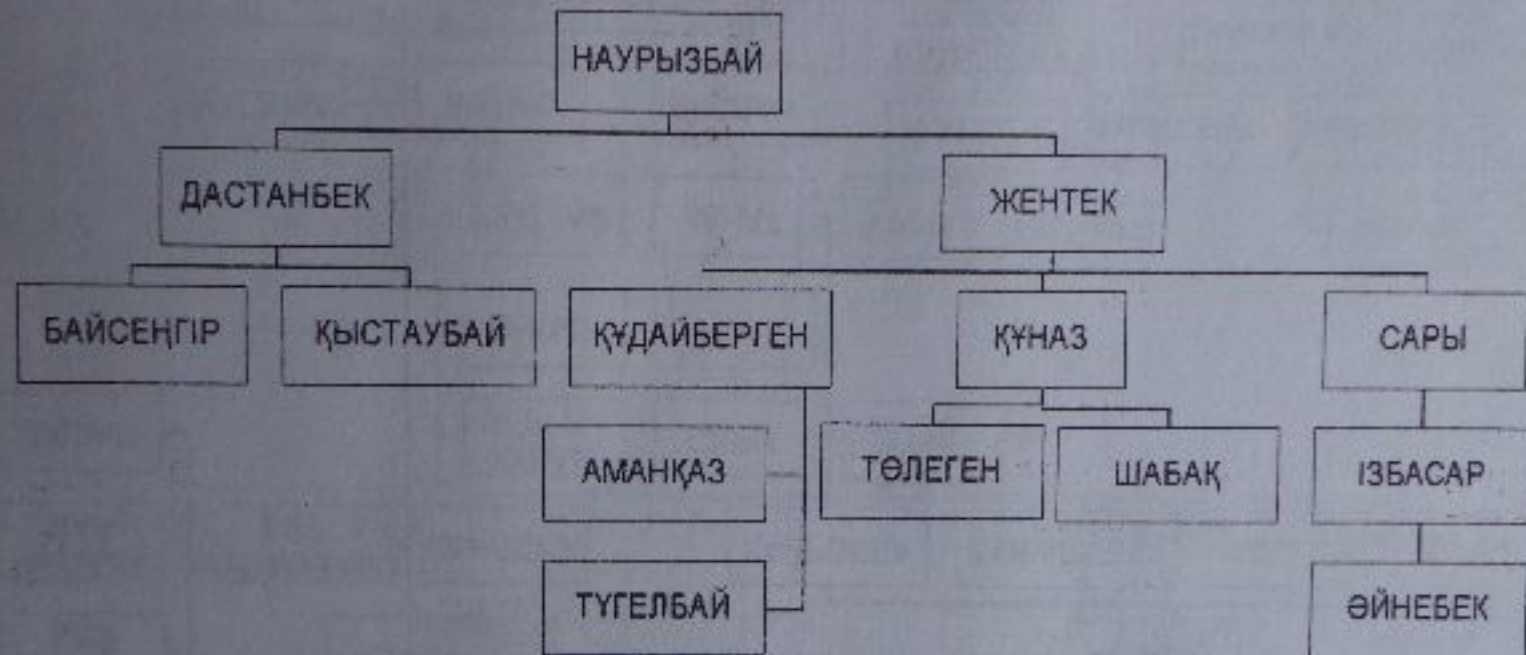 НАУРЫЗБАЙ
ДАСТАНБЕК
ЖЕНТЕК
БАЙСЕҢГІР
ҚЫСТАУБАЙ
ҚҰДАЙБЕРГЕН
ҚҰНАЗ
САРЫ
АМАНҚАЗ
ТӨЛЕГЕН
ШАБАҚ
ІЗБАСАР
ТҮГЕЛБАЙ
ӘЙНЕБЕК